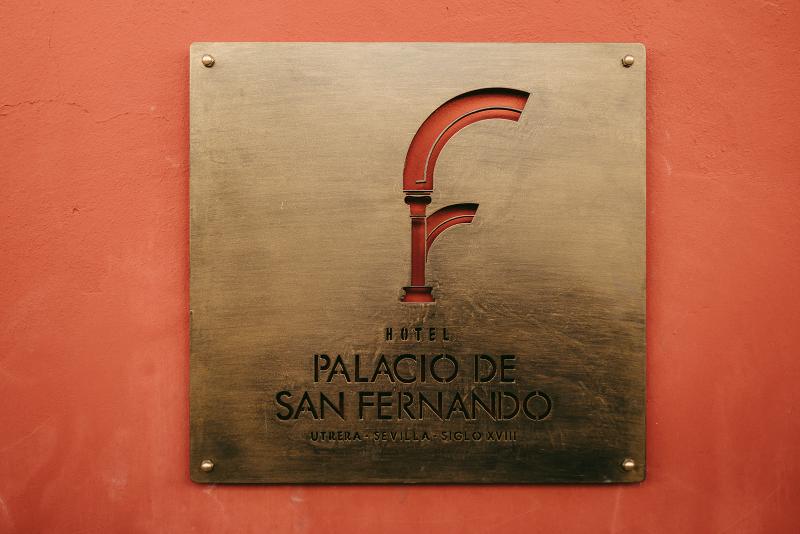 HOTEL
PALACIO DE
SAN FERNANDO
UTRERA - SEVILLA - SIGLO XVIII